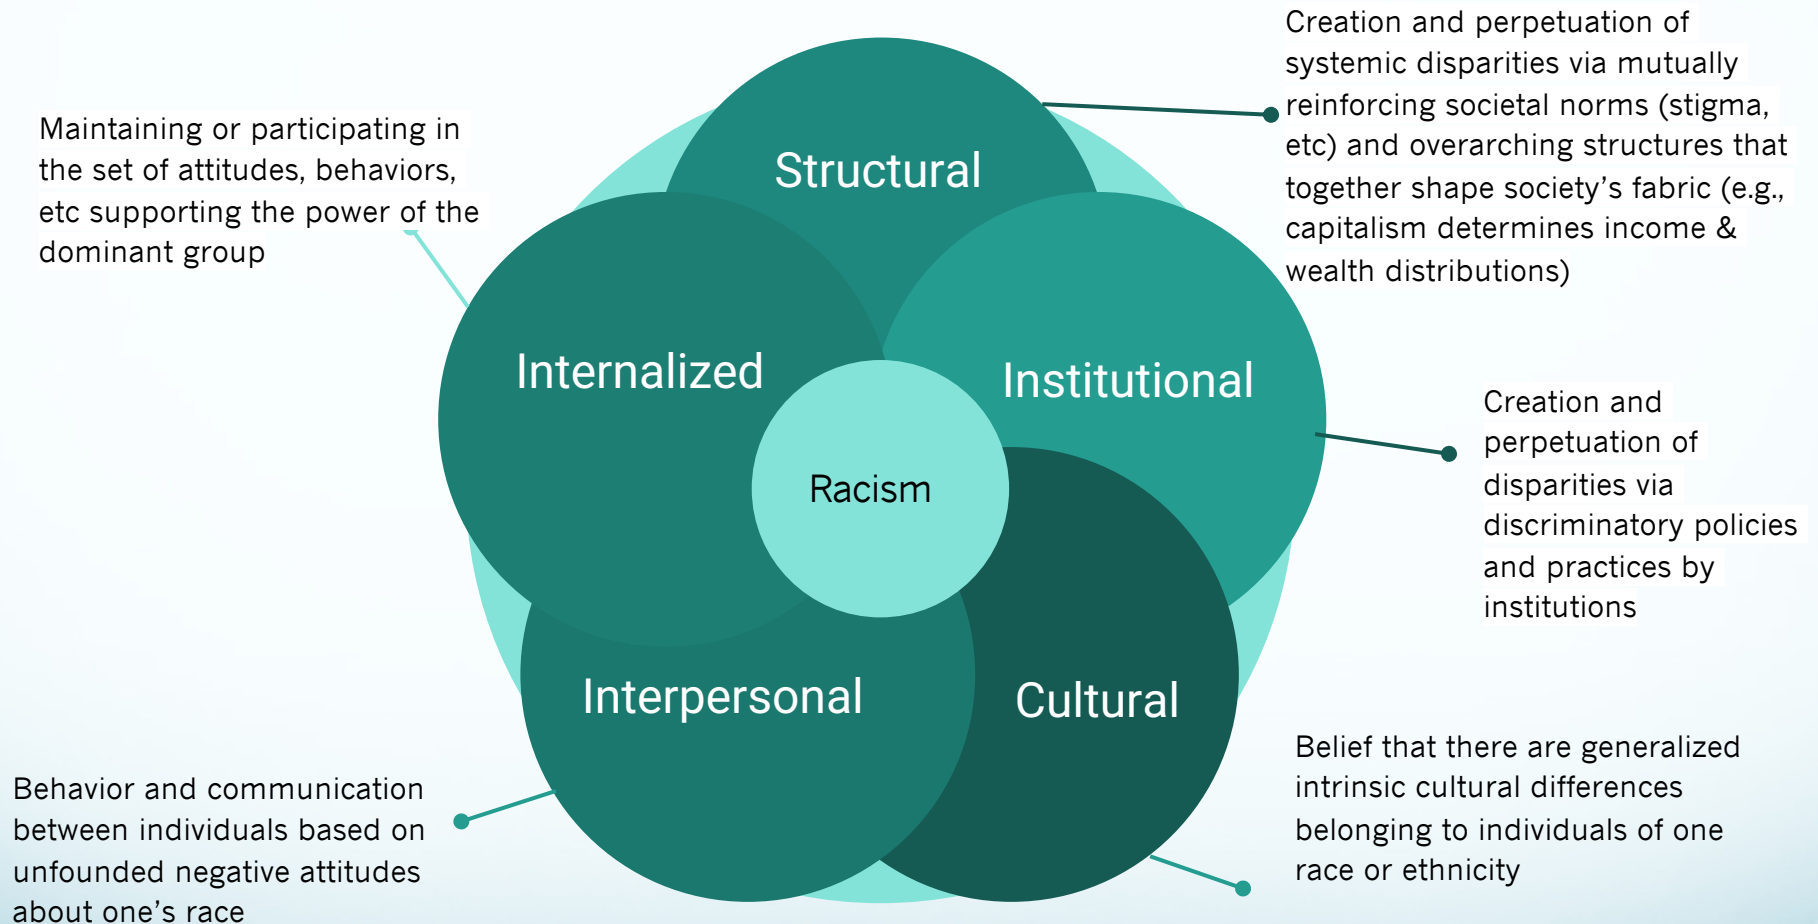 Creation and perpetuation of
systemic disparities via mutually
reinforcing societal norms (stigma,
etc) and overarching structures that
together shape society’s fabric (e.g.,
capitalism determines income &
wealth distributions)
Maintaining or participating in
the set of attitudes, behaviors,
etc supporting the power of the
dominant group
Structural
Internalized
Institutional
Racism
Creation and
perpetuation of
disparities via
discriminatory policies
and practices by
institutions
Interpersonal
Cultural
Belief that there are generalized
intrinsic cultural differences
belonging to individuals of one
race or ethnicity
Behavior and communication
between individuals based on
unfounded negative attitudes
about one’s race